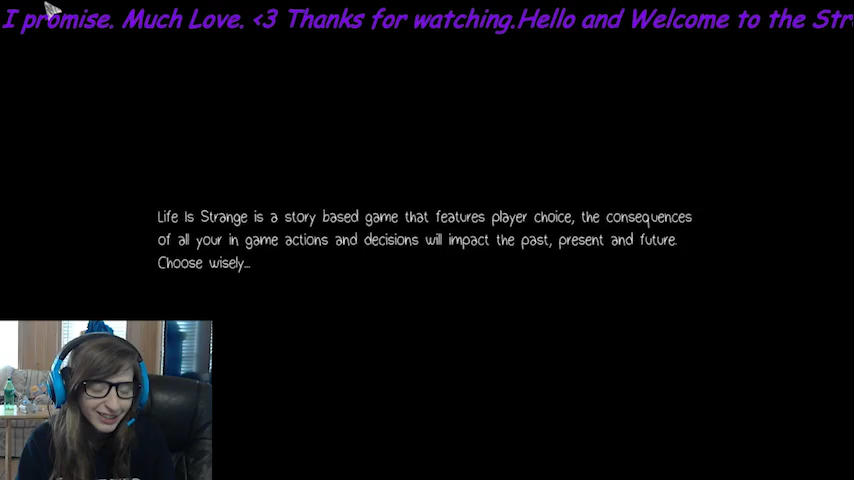 I promise. Much Love. <3 Thanks for watching.Hello and Welcome to the Str
Life Is Strange is a story based game that features player choice, the consequences
of all your in game actions and decisions will impact the past, present and future.
Choose wisely...